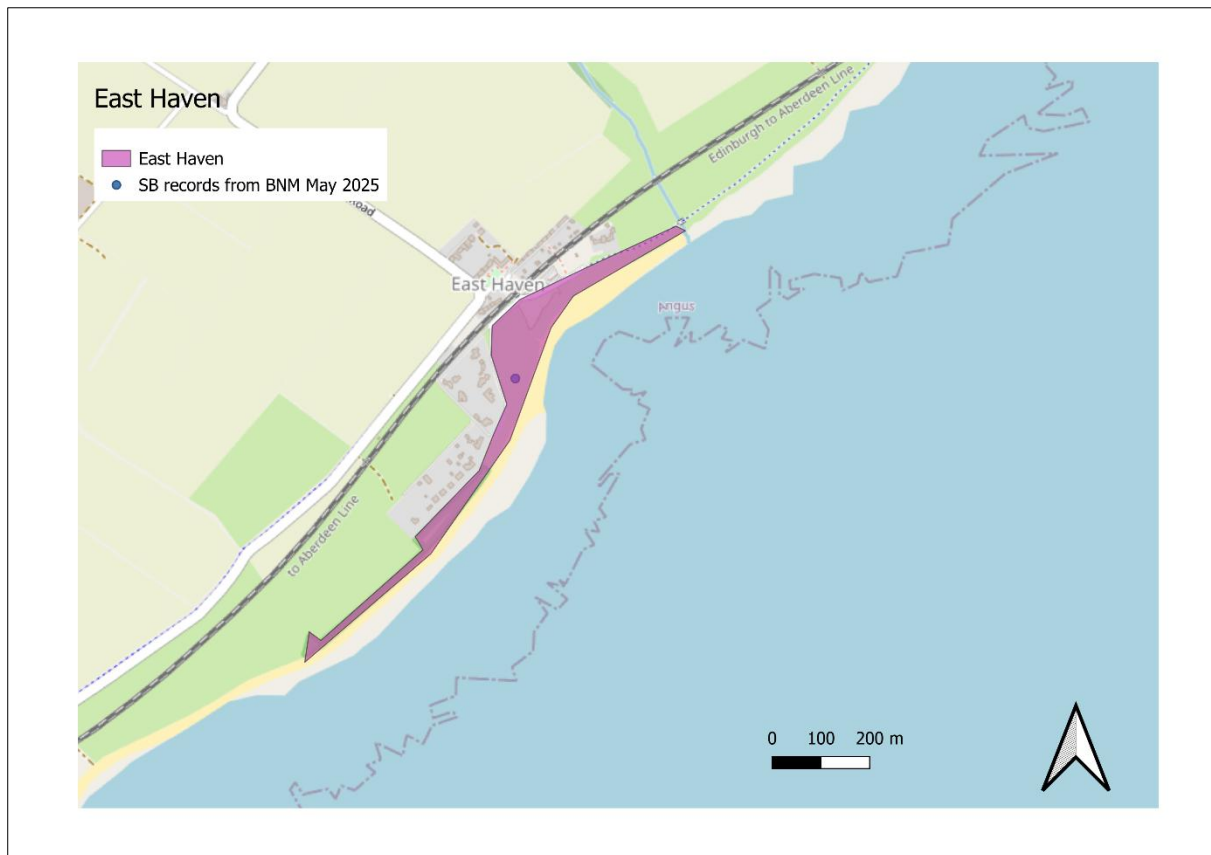 East Haven
East Haven
SB records from BNM May 2025
Edinburgh to Aberdeen Line
East Haven
Angus
to Aberdeen Line
0 100 200 m